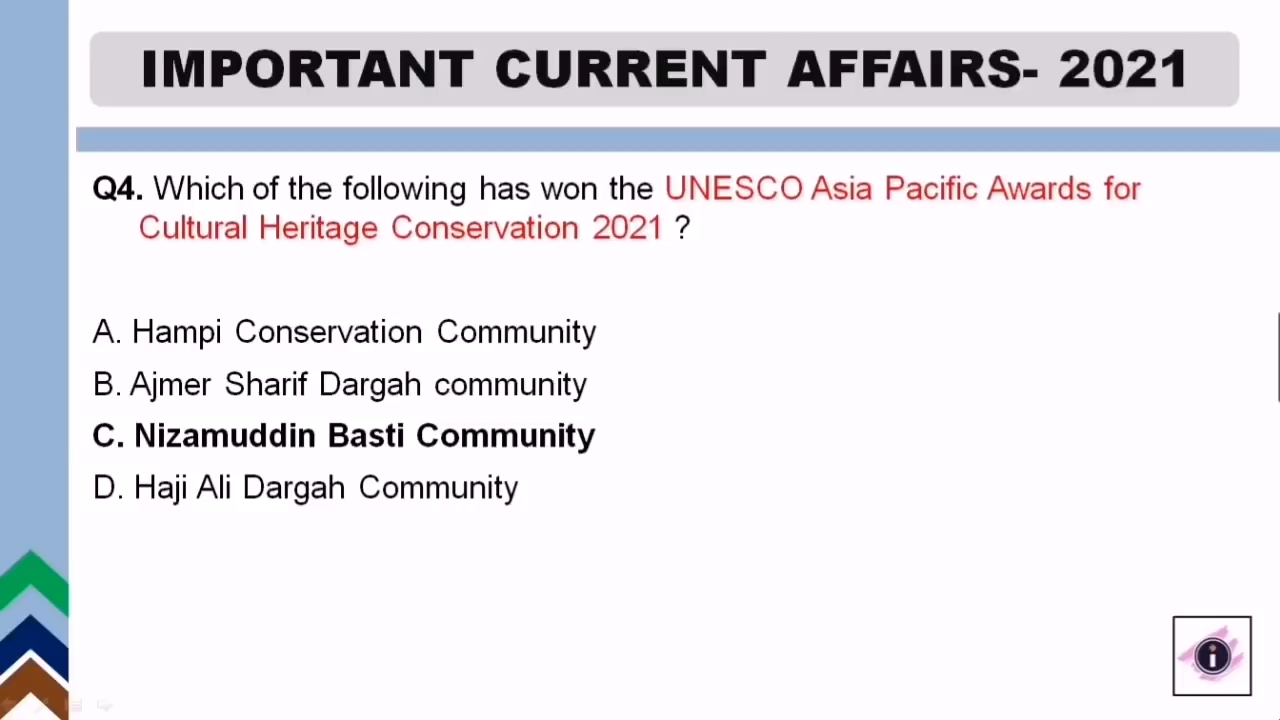 IMPORTANT CURRENT AFFAIRS- 2021
Q4. Which of the following has won the UNESCO Asia Pacific Awards for
Cultural Heritage Conservation 2021 ?
A. Hampi Conservation Community
B. Ajmer Sharif Dargah community
C. Nizamuddin Basti Community
D. Haji Ali Dargah Community
i